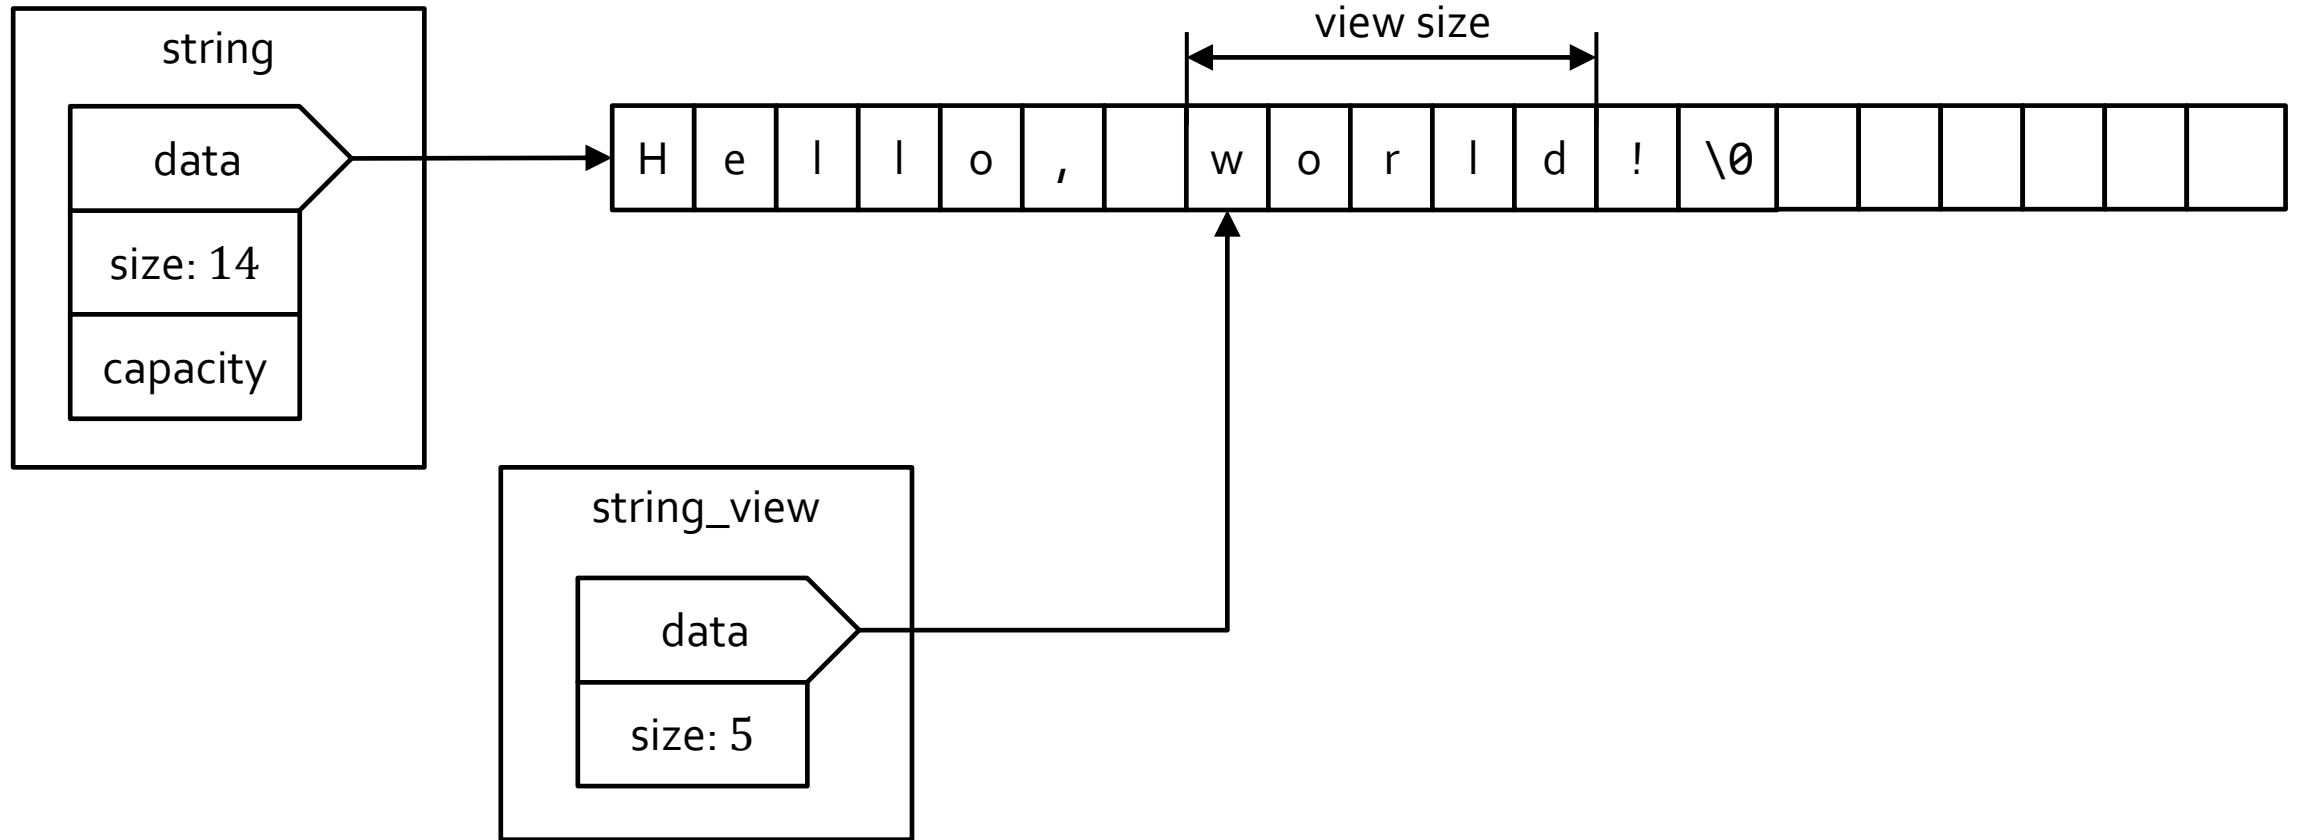 string
view size
data
H e l l o , w o r l d ! \0
size: 14
capacity
string_view
data
size: 5